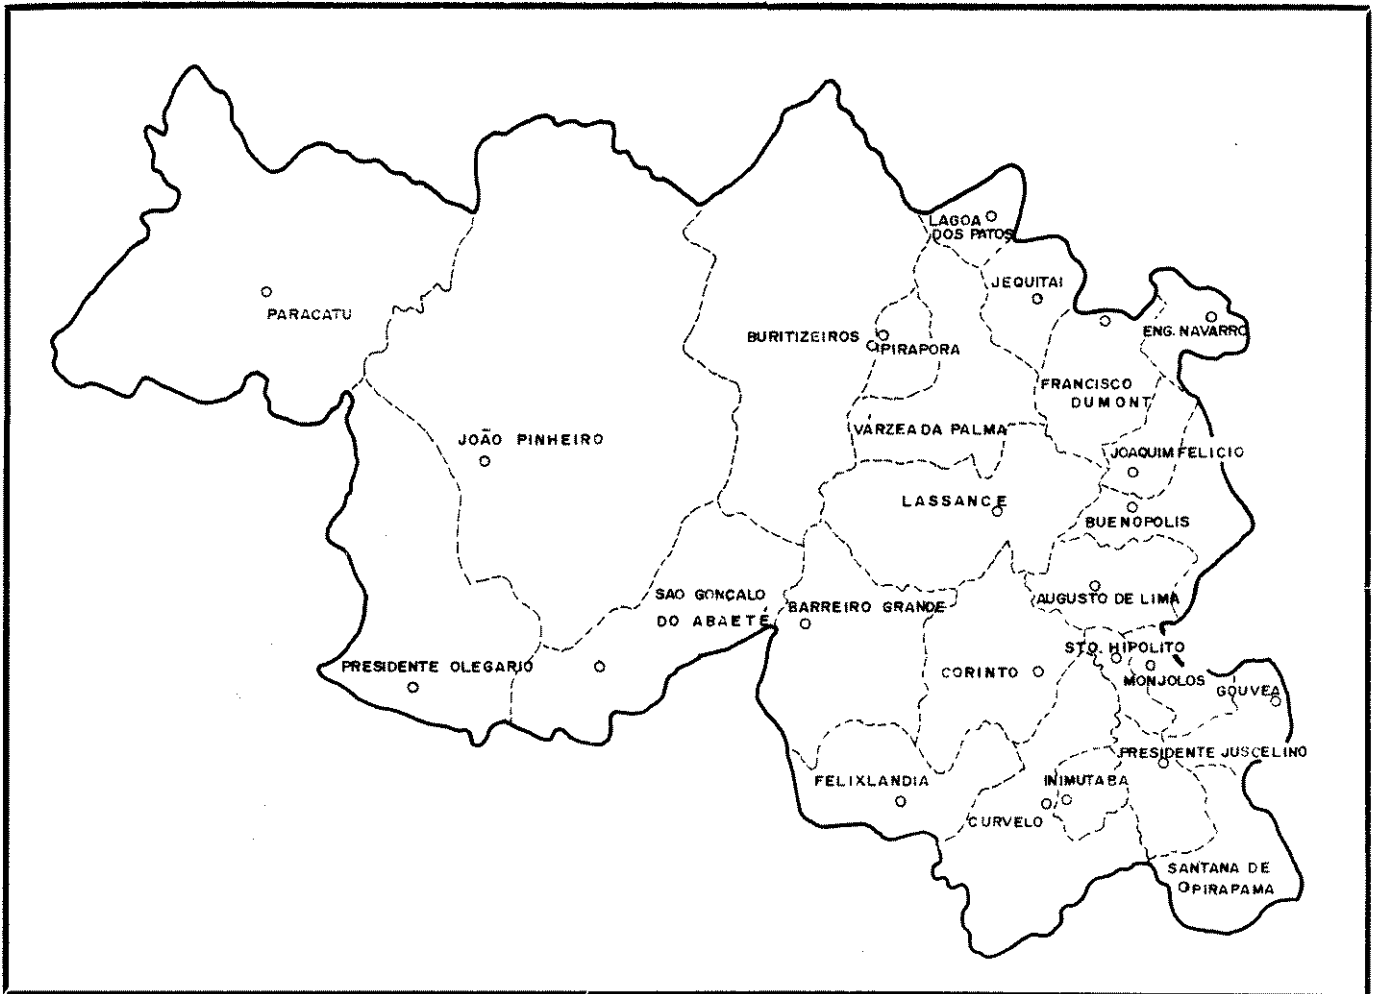 LAGOA
DOS PATOS
JEQUITAI
PARACATU
ENG. NAVARRO
BURITIZEIROS
PIRAPORA
FRANCISCO
DUMONT
VÁRZEA DA PALMA
JOÃO PINHEIRO
JOAQUIM FELICIO
LASSANCE
BUENOPOLIS
SAO GONÇALO
DO ABAETÉ
BARREIRO GRANDE
AUGUSTO DE LIMA
STO. HIPOLITO
PRESIDENTE OLEGARIO
CORINTO
MONJOLOS
GOUVEA
PRESIDENTE JUSCELINO
FELIXLANDIA
INIMUTABA
CURVELO
SANTANA DE
PIRAPAMA